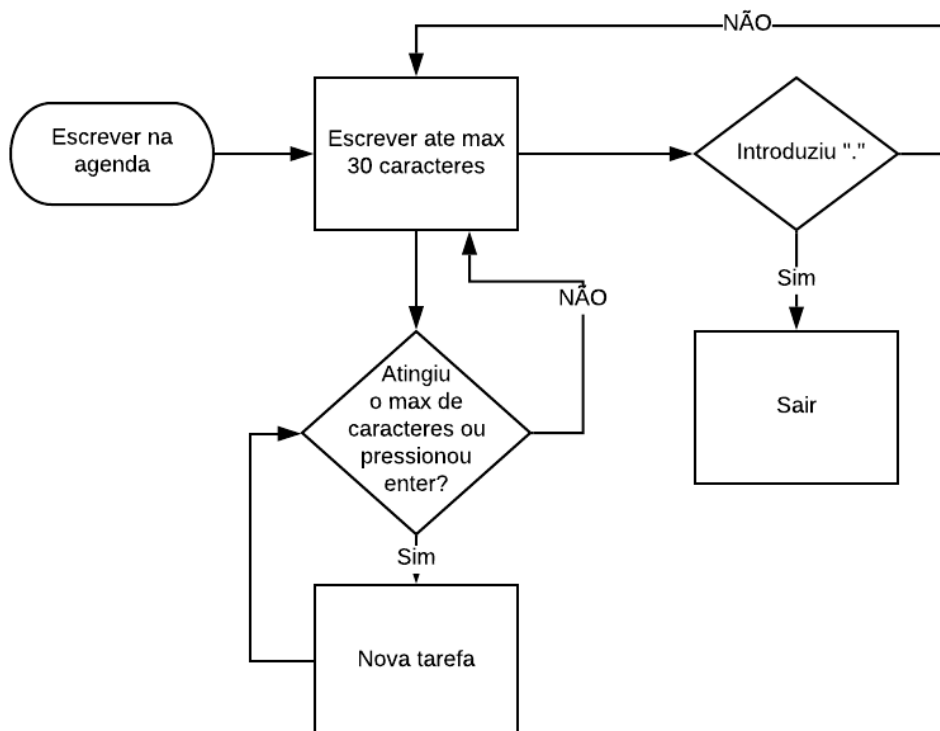 NÃO
Escrever na
agenda
Escrever ate max
30 caracteres
Introduziu "."
Sim
NÃO
Sair
Atingiu
o max de
caracteres ou
pressionou
enter?
Sim
Nova tarefa